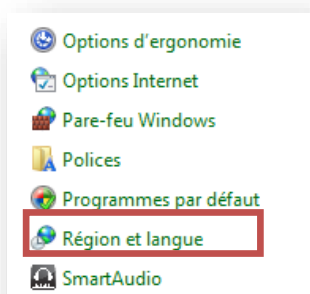 Options d'ergonomie
Options Internet
Pare-feu Windows
Polices
Programmes par défaut
Région et langue
SmartAudio